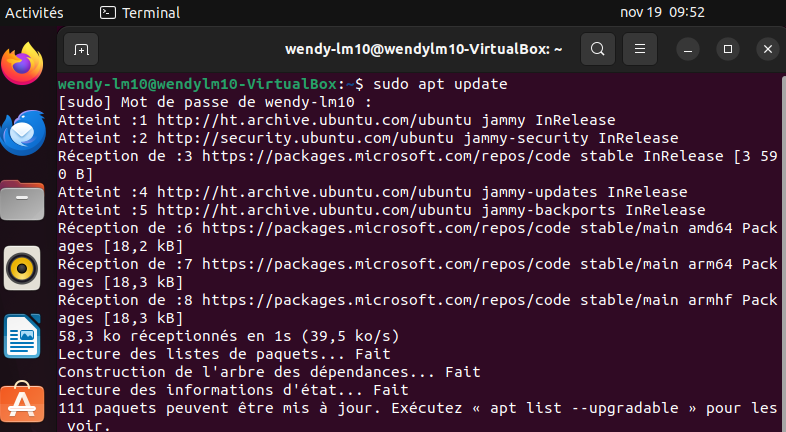 Activités
Terminal
nov 19 09:52
wendy-lm10@wendylm10-VirtualBox: ~
wendy-lm10@wendylm10-VirtualBox:~$ sudo apt update
[sudo] Mot de passe de wendy-lm10 :
Atteint :1 http://ht.archive.ubuntu.com/ubuntu jammy InRelease
Atteint :2 http://security.ubuntu.com/ubuntu jammy-security InRelease
Réception de :3 https://packages.microsoft.com/repos/code stable InRelease [3 59
0 B]
Atteint :4 http://ht.archive.ubuntu.com/ubuntu jammy-updates InRelease
Atteint :5 http://ht.archive.ubuntu.com/ubuntu jammy-backports InRelease
Réception de :6 https://packages.microsoft.com/repos/code stable/main amd64 Pack
ages [18,2 kB]
Réception de :7 https://packages.microsoft.com/repos/code stable/main arm64 Pack
ages [18,3 kB]
Réception de :8 https://packages.microsoft.com/repos/code stable/main armhf Pack
ages [18,3 kB]
58,3 ko réceptionnés en 1s (39,5 ko/s)
Lecture des listes de paquets... Fait
Construction de l'arbre des dépendances... Fait
Lecture des informations d'état... Fait
111 paquets peuvent être mis à jour. Exécutez « apt list --upgradable » pour les
 voir.